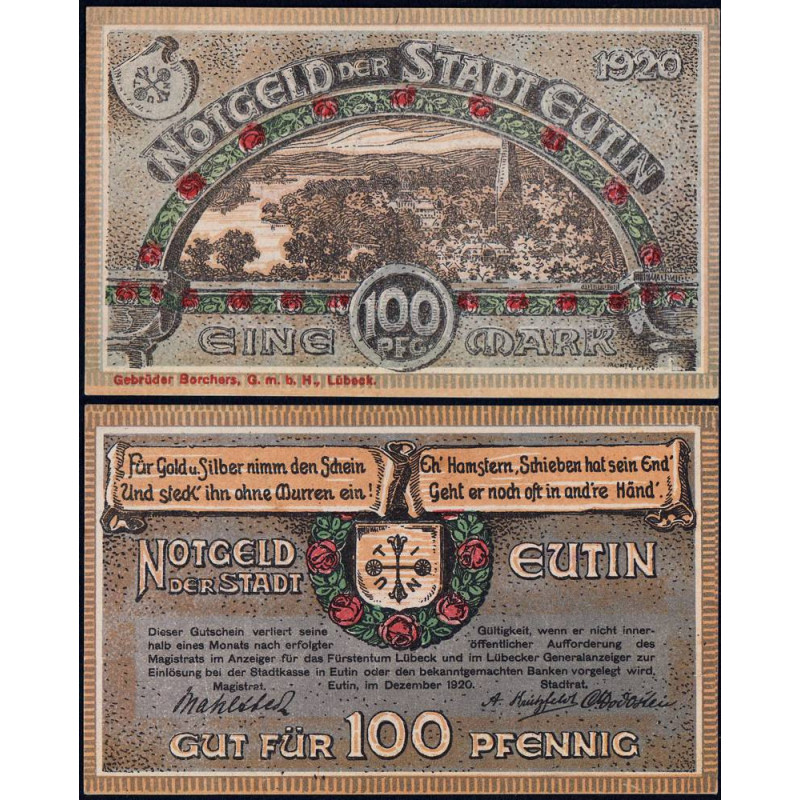 NOTGELD DER STADT EUTIN
1920
100
PFG.
EINE MARK
Gebrüder Borchers, G. m. b. H., Lübeck.
Für Gold u. Silber nimm den Schein
Und steck' ihn ohne Murren ein!
Eh' Hamstern, Schieben hat sein End'
Geht er noch oft in and're Händ'.
NOTGELD
DER STADT
EUTIN
EUTIN
Dieser Gutschein verliert seine Gültigkeit, wenn er nicht inner-
halb eines Monats nach erfolgter öffentlicher Aufforderung des
Magistrats im Anzeiger für das Fürstentum Lübeck und im Lübecker Generalanzeiger zur
Einlösung bei der Stadtkasse in Eutin oder den bekanntgemachten Banken vorgelegt wird.
Magistrat. Eutin, im Dezember 1920. Stadtrat.
Mahlstedt
GUT FÜR 100 PFENNIG